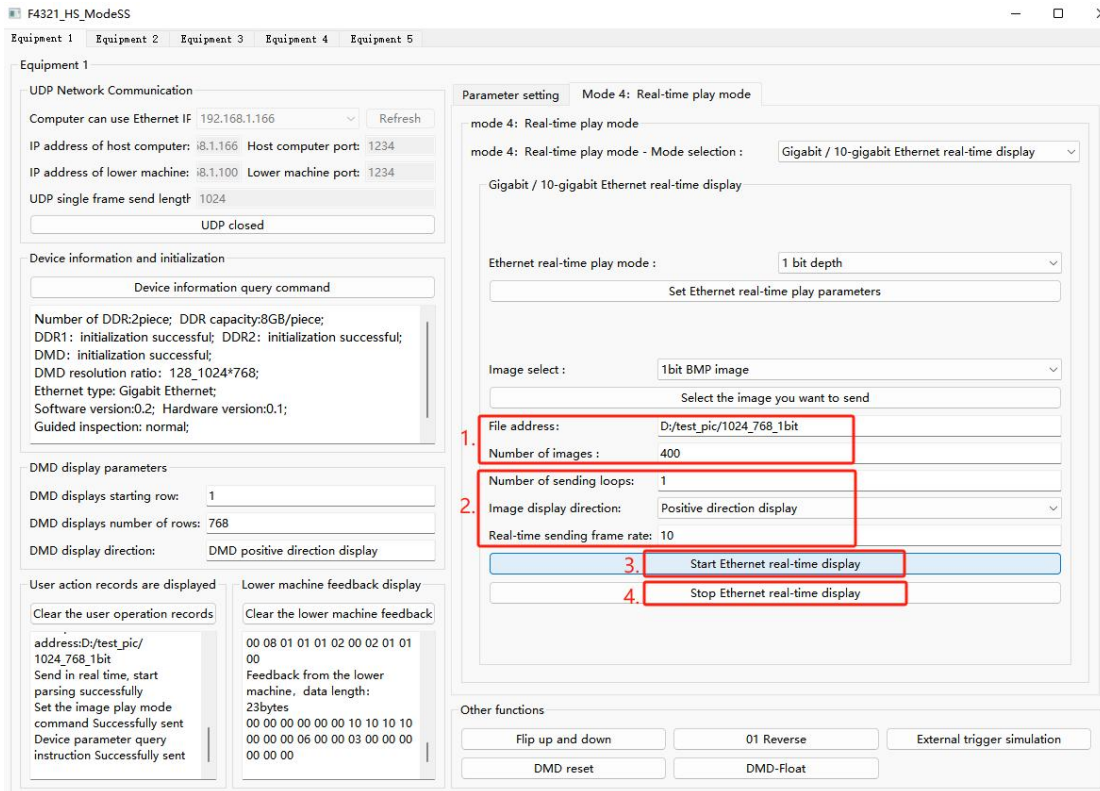 F4321_HS_ModeSS
Equipment 1
Equipment 2
Equipment 3
Equipment 4
Equipment 5
Equipment 1
UDP Network Communication
Computer can use Ethernet IF 192.168.1.166
Refresh
IP address of host computer: 58.1.166 Host computer port: 1234
IP address of lower machine: 58.1.100 Lower machine port: 1234
UDP single frame send length 1024
UDP closed
Device information and initialization
Device information query command
Number of DDR:2piece; DDR capacity:8GB/piece;
DDR1: initialization successful; DDR2: initialization successful;
DMD: initialization successful;
DMD resolution ratio: 128_1024*768;
Ethernet type: Gigabit Ethernet;
Software version:0.2; Hardware version:0.1;
Guided inspection: normal;
DMD display parameters
DMD displays starting row: 1
DMD displays number of rows: 768
DMD display direction: DMD positive direction display
User action records are displayed
Clear the user operation records
address:D:/test_pic/
1024_768_1bit
Send in real time, start
parsing successfully
Set the image play mode
command Successfully sent
Device parameter query
instruction Successfully sent
Lower machine feedback display
Clear the lower machine feedback
00 08 01 01 01 02 00 02 01 01
00
Feedback from the lower
machine, data length:
23bytes
00 00 00 00 00 00 10 10 10 10
00 00 00 06 00 00 03 00 00 00
00 00 00
Parameter setting
Mode 4: Real-time play mode
mode 4: Real-time play mode
mode 4: Real-time play mode - Mode selection : Gigabit / 10-gigabit Ethernet real-time display
Gigabit / 10-gigabit Ethernet real-time display
Ethernet real-time play mode : 1 bit depth
Set Ethernet real-time play parameters
Image select : 1bit BMP image
Select the image you want to send
1.
File address: D:/test_pic/1024_768_1bit
Number of images : 400
2.
Number of sending loops: 1
Image display direction: Positive direction display
Real-time sending frame rate: 10
3. Start Ethernet real-time display
4. Stop Ethernet real-time display
Other functions
Flip up and down
01 Reverse
External trigger simulation
DMD reset
DMD-Float